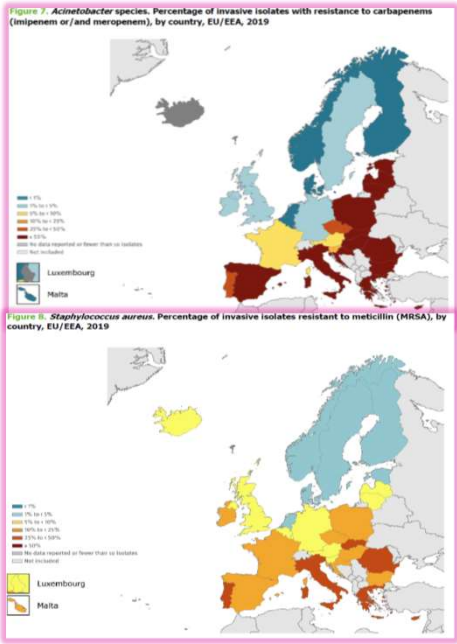 Figure 7. Acinetobacter species. Percentage of invasive isolates with resistance to carbapenems
(imipenem or/and meropenem), by country, EU/EEA, 2019
< 1%
1% to < 5%
5% to < 10%
10% to < 25%
25% to < 50%
≥ 50%
No data reported or fewer than 10 isolates
Not included
Luxembourg
Malta
Figure 8. Staphylococcus aureus. Percentage of invasive isolates resistant to meticillin (MRSA), by
country, EU/EEA, 2019
< 1%
1% to < 5%
5% to < 10%
10% to < 25%
25% to < 50%
≥ 50%
No data reported or fewer than 10 isolates
Not included
Luxembourg
Malta